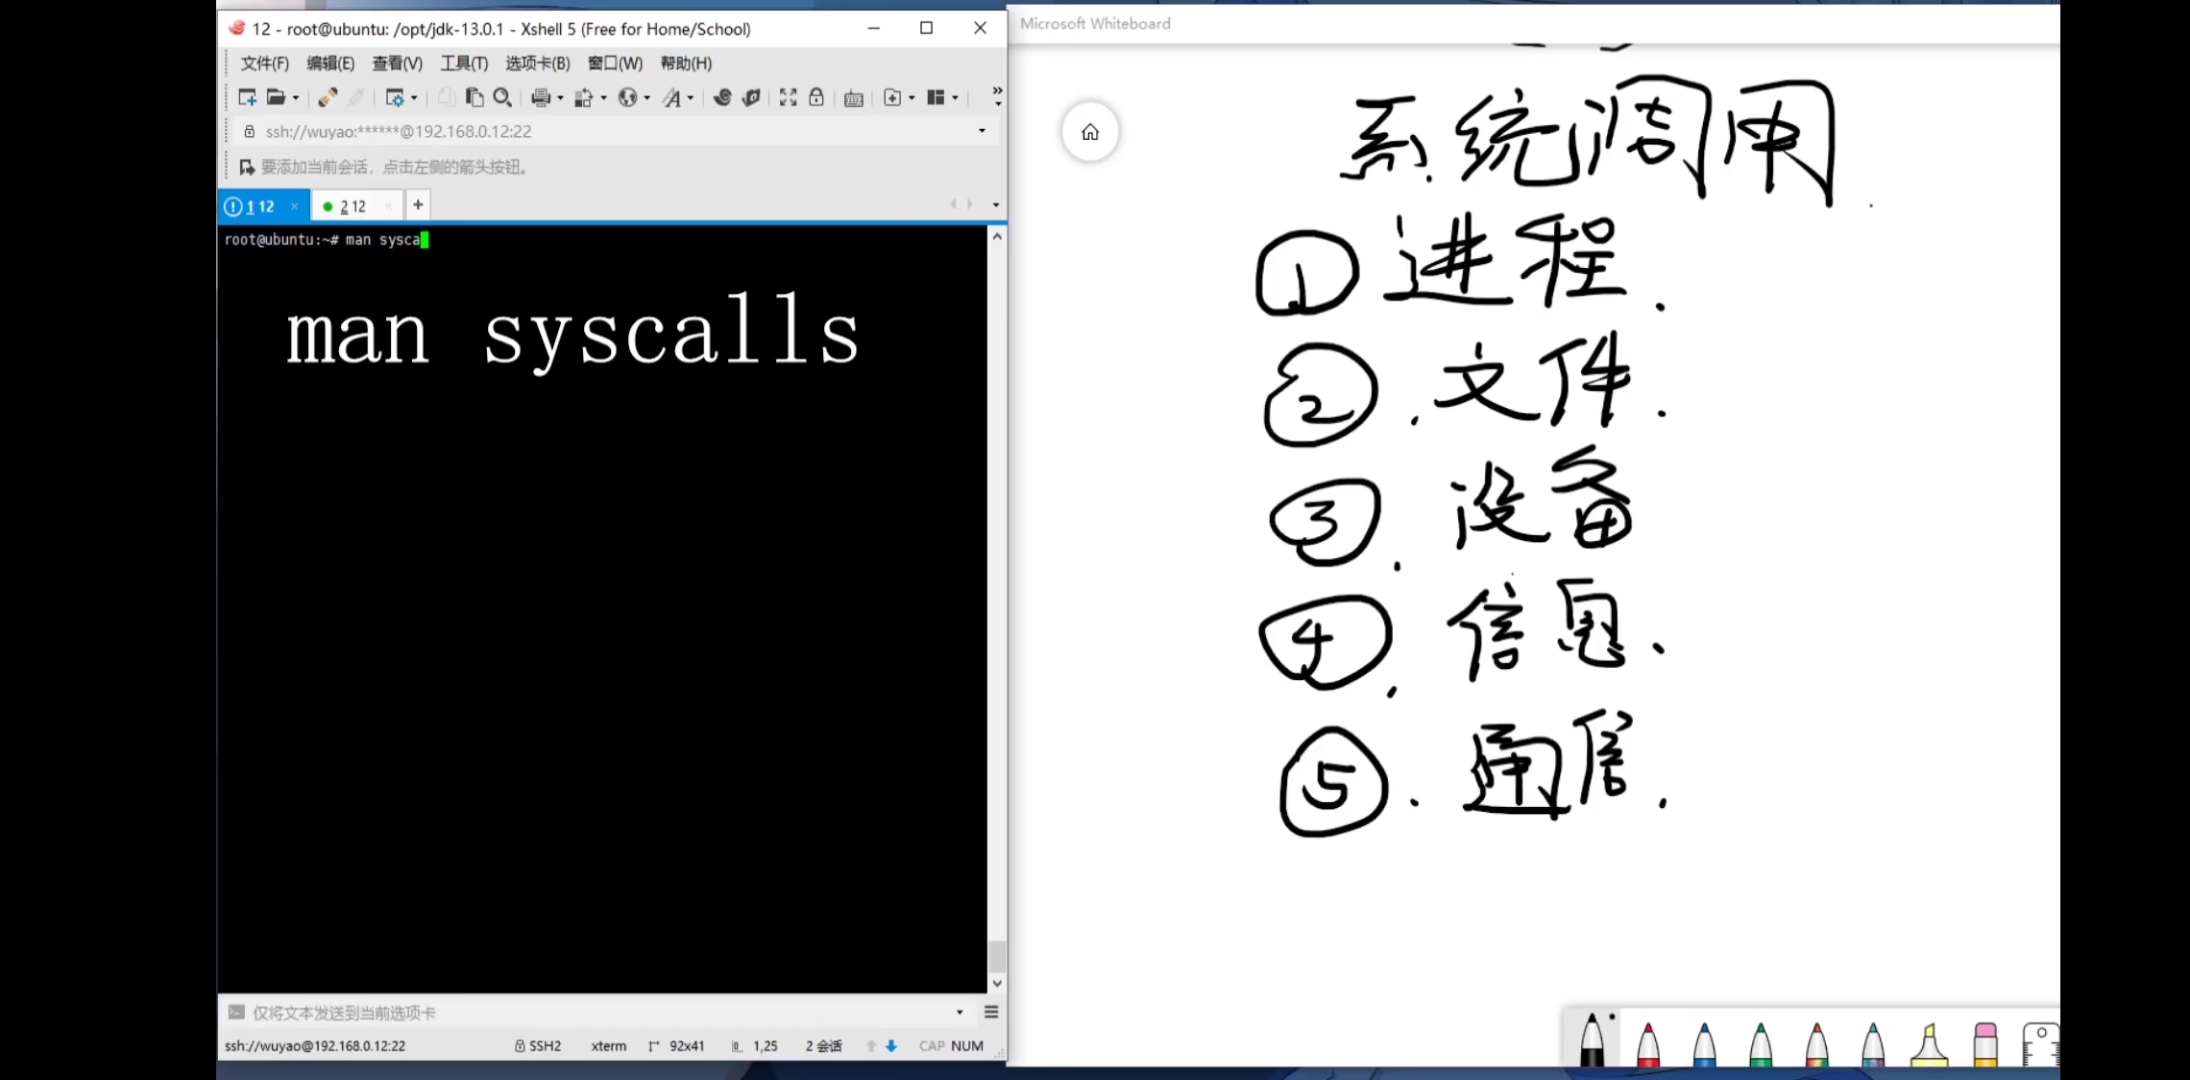 12 - root@ubuntu: /opt/jdk-13.0.1 - Xshell 5 (Free for Home/School)
文件(F) 编辑(E) 查看(V) 工具(T) 选项卡(B) 窗口(W) 帮助(H)
ssh://wuyao:******@192.168.0.12:22
要添加当前会话，点击左侧的箭头按钮。
1 12
2 12
root@ubuntu:~# man sysca
man syscalls
仅将文本发送到当前选项卡
ssh://wuyao@192.168.0.12:22 SSH2 xterm 92x41 1,25 2 会话 CAP NUM
Microsoft Whiteboard
系统调用
① 进程.
②.文件.
③.设备
④.信息.
⑤.通信.